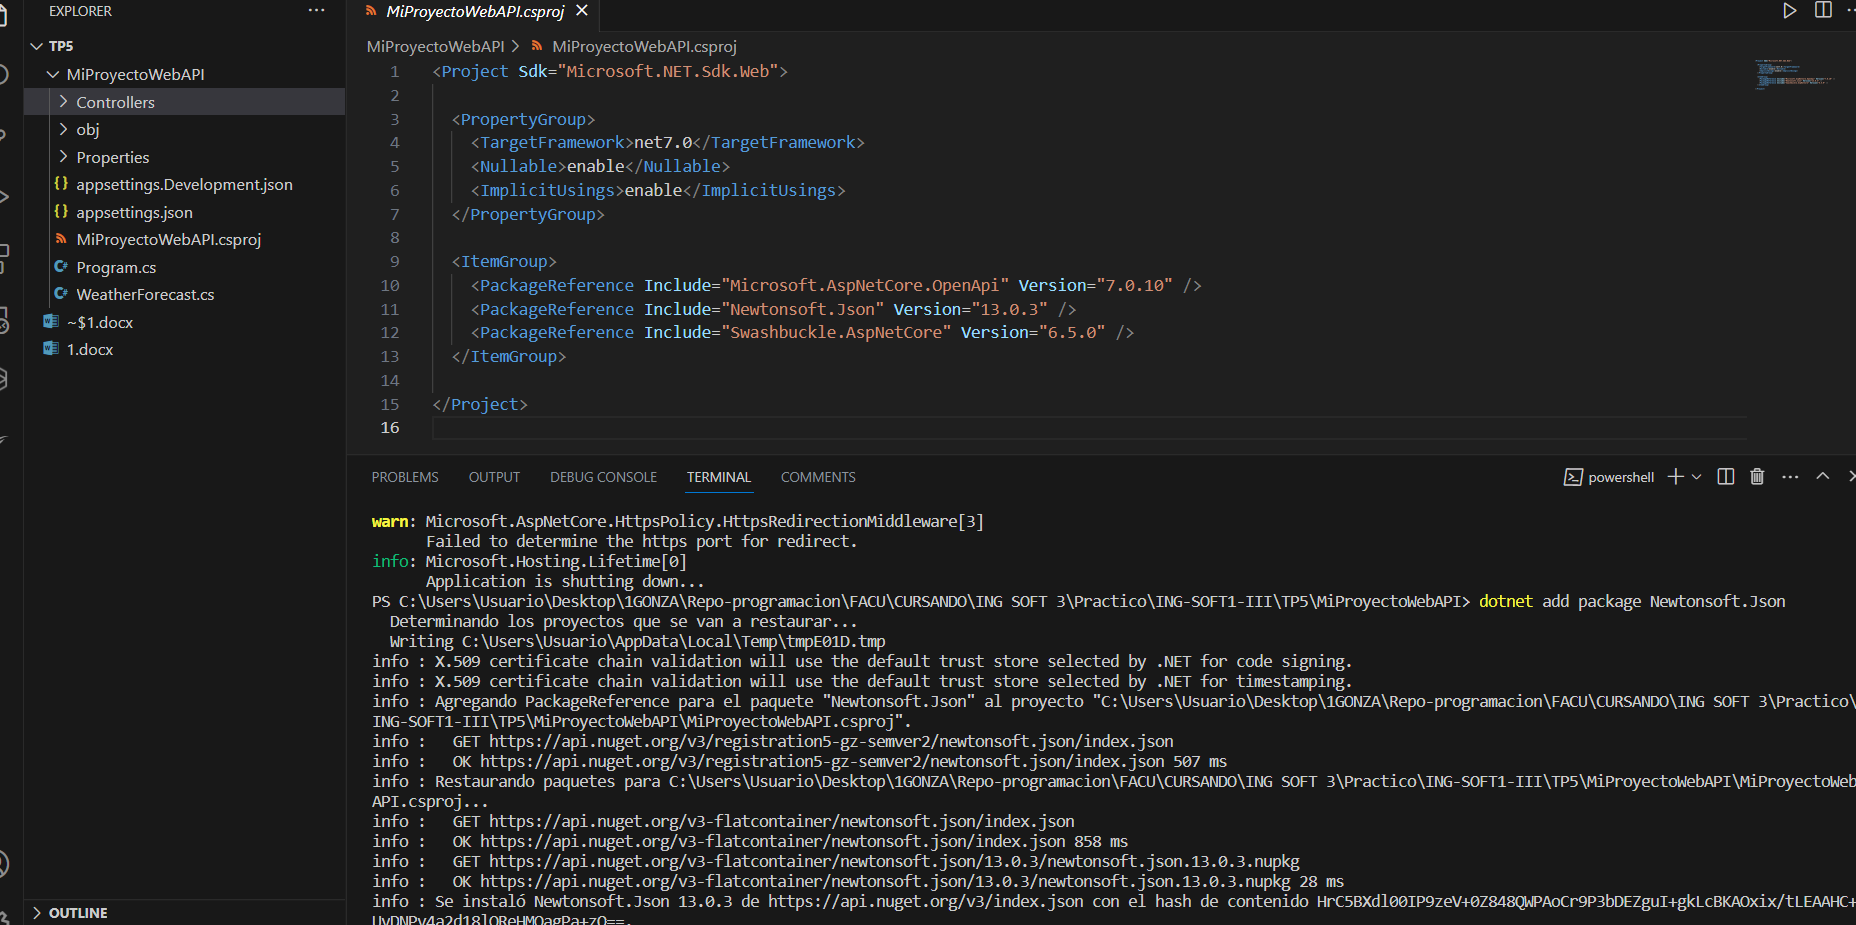 EXPLORER
TP5
MiProyectoWebAPI
Controllers
obj
Properties
{} appsettings.Development.json
{} appsettings.json
MiProyectoWebAPI.csproj
C# Program.cs
C# WeatherForecast.cs
~$1.docx
1.docx
OUTLINE
MiProyectoWebAPI.csproj
MiProyectoWebAPI > MiProyectoWebAPI.csproj
1 <Project Sdk="Microsoft.NET.Sdk.Web">
2
3 <PropertyGroup>
4 <TargetFramework>net7.0</TargetFramework>
5 <Nullable>enable</Nullable>
6 <ImplicitUsings>enable</ImplicitUsings>
7 </PropertyGroup>
8
9 <ItemGroup>
10 <PackageReference Include="Microsoft.AspNetCore.OpenApi" Version="7.0.10" />
11 <PackageReference Include="Newtonsoft.Json" Version="13.0.3" />
12 <PackageReference Include="Swashbuckle.AspNetCore" Version="6.5.0" />
13 </ItemGroup>
14
15 </Project>
16
PROBLEMS OUTPUT DEBUG CONSOLE TERMINAL COMMENTS powershell
warn: Microsoft.AspNetCore.HttpsPolicy.HttpsRedirectionMiddleware[3]
Failed to determine the https port for redirect.
info: Microsoft.Hosting.Lifetime[0]
Application is shutting down...
PS C:\Users\Usuario\Desktop\1GONZA\Repo-programacion\FACU\CURSANDO\ING SOFT 3\Practico\ING-SOFT1-III\TP5\MiProyectoWebAPI> dotnet add package Newtonsoft.Json
Determinando los proyectos que se van a restaurar...
Writing C:\Users\Usuario\AppData\Local\Temp\tmpE01D.tmp
info : X.509 certificate chain validation will use the default trust store selected by .NET for code signing.
info : X.509 certificate chain validation will use the default trust store selected by .NET for timestamping.
info : Agregando PackageReference para el paquete "Newtonsoft.Json" al proyecto "C:\Users\Usuario\Desktop\1GONZA\Repo-programacion\FACU\CURSANDO\ING SOFT 3\Practico\
ING-SOFT1-III\TP5\MiProyectoWebAPI\MiProyectoWebAPI.csproj".
info : GET https://api.nuget.org/v3/registration5-gz-semver2/newtonsoft.json/index.json
info : OK https://api.nuget.org/v3/registration5-gz-semver2/newtonsoft.json/index.json 507 ms
info : Restaurando paquetes para C:\Users\Usuario\Desktop\1GONZA\Repo-programacion\FACU\CURSANDO\ING SOFT 3\Practico\ING-SOFT1-III\TP5\MiProyectoWebAPI\MiProyectoWeb
API.csproj...
info : GET https://api.nuget.org/v3-flatcontainer/newtonsoft.json/index.json
info : OK https://api.nuget.org/v3-flatcontainer/newtonsoft.json/index.json 858 ms
info : GET https://api.nuget.org/v3-flatcontainer/newtonsoft.json/13.0.3/newtonsoft.json.13.0.3.nupkg
info : OK https://api.nuget.org/v3-flatcontainer/newtonsoft.json/13.0.3/newtonsoft.json.13.0.3.nupkg 28 ms
info : Se instaló Newtonsoft.Json 13.0.3 de https://api.nuget.org/v3/index.json con el hash de contenido HrC5BXdl00IP9zeV+0Z848QWPAoCr9P3bDEZguI+gkLcBKAOxix/tLEAAHC+